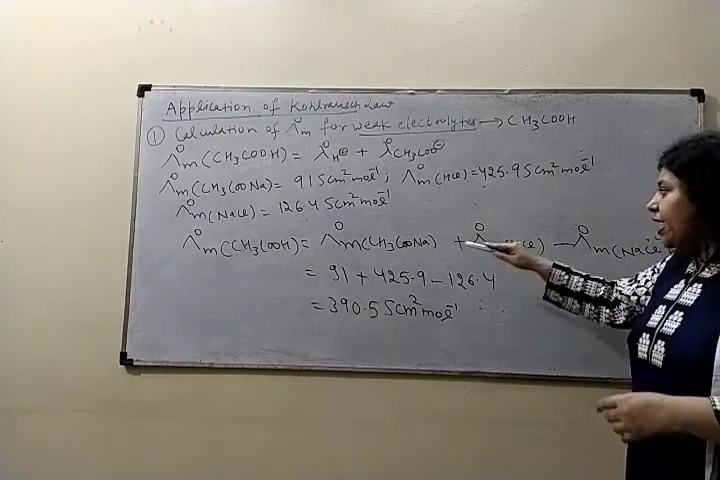 Application of Kohlrausch Law
① Calculation of Λ°m for weak electrolytes → CH3COOH
Λ°m (CH3COOH) = λ°H⊕ + λ°CH3COO⊖
Λ°m (CH3COONa) = 91 S cm² mol⁻¹ ; Λ°m (HCl) = 425.9 S cm² mol⁻¹
Λ°m (NaCl) = 126.4 S cm² mol⁻¹
Λ°m (CH3COOH) = Λ°m (CH3COONa) + Λ° Cl) – Λ°m (NaCl
= 91 + 425.9 – 126.4
= 390.5 S cm² mol⁻¹